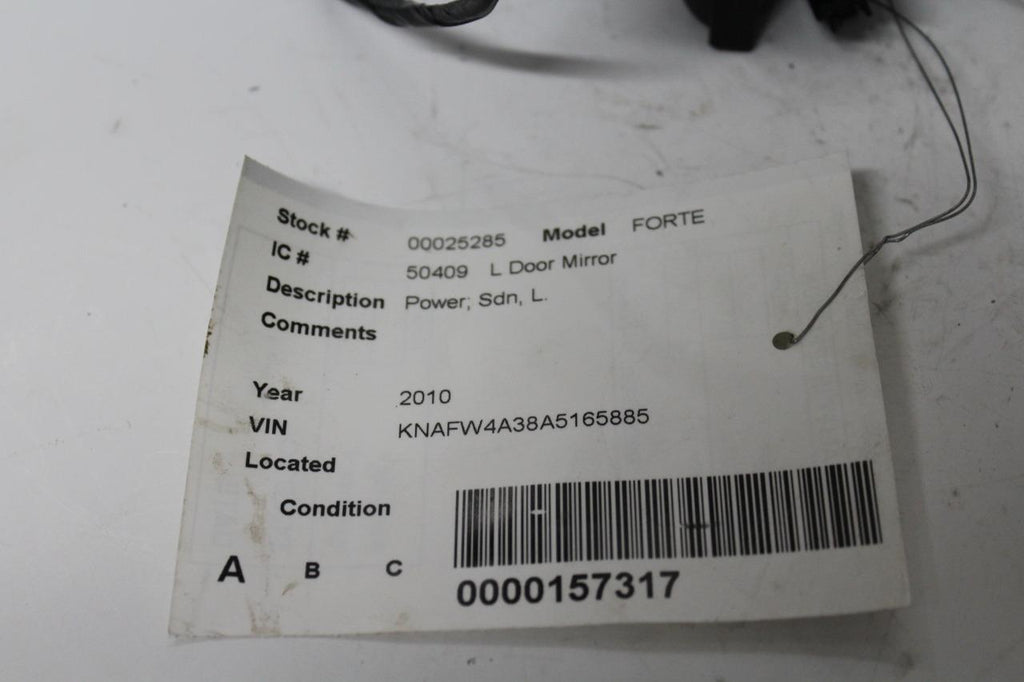 Stock # 00025285 Model FORTE
IC # 50409 L Door Mirror
Description Power; Sdn, L.
Comments
Year 2010
VIN KNAFW4A38A5165885
Located
Condition
A B C
0000157317